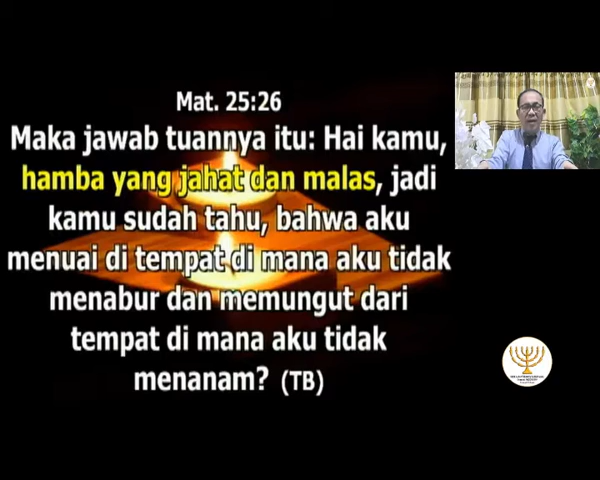 Mat. 25:26
Maka jawab tuannya itu: Hai kamu,
hamba yang jahat dan malas, jadi
kamu sudah tahu, bahwa aku
menuai di tempat di mana aku tidak
menabur dan memungut dari
tempat di mana aku tidak
menanam? (TB)